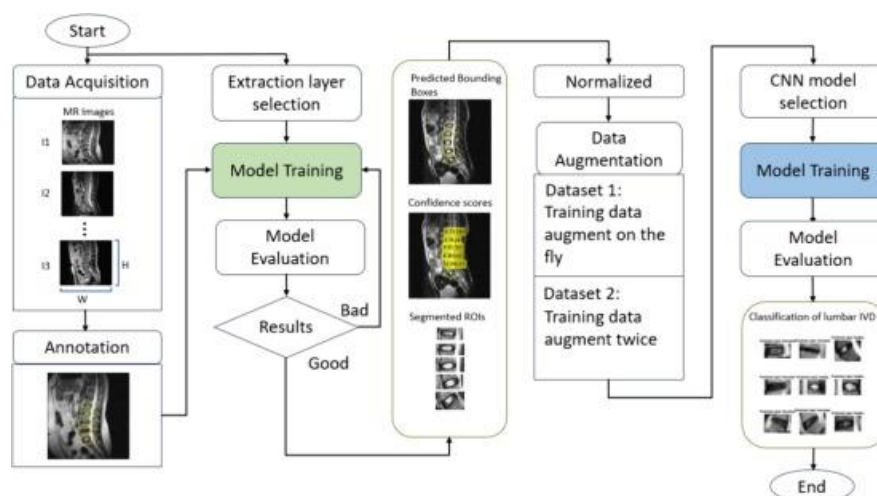 Start
Data Acquisition
MR Images
I1
I2
I3
H
W
Annotation
Extraction layer
selection
Model Training
Model
Evaluation
Results
Bad
Good
Predicted Bounding
Boxes
Confidence scores
Segmented ROIs
Normalized
Data
Augmentation
Dataset 1:
Training data
augment on the
fly
Dataset 2:
Training data
augment twice
CNN model
selection
Model Training
Model
Evaluation
Classification of lumbar IVD
End